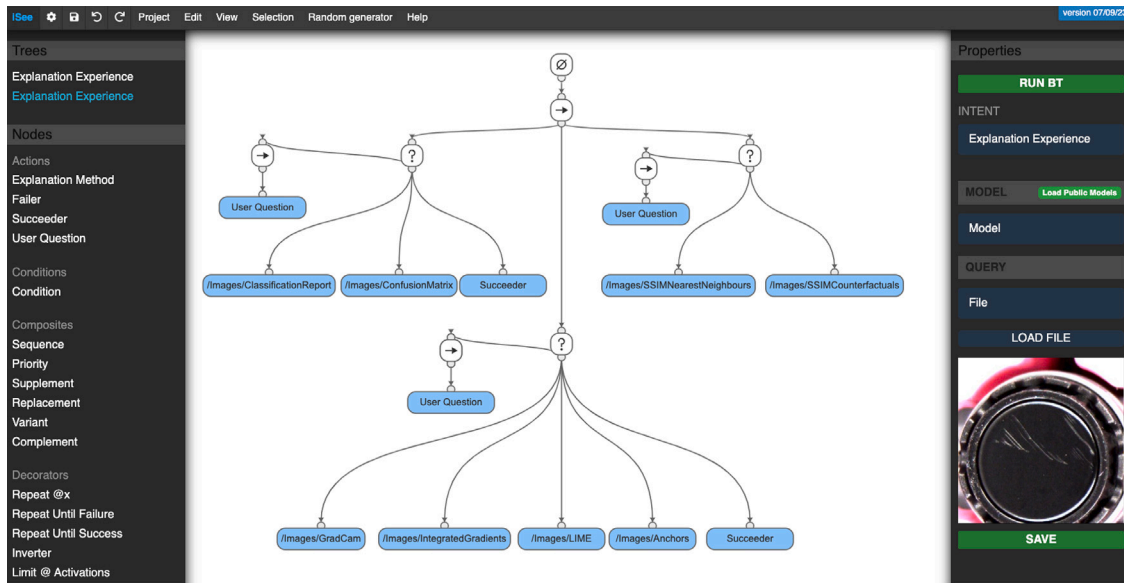 iSee Project Edit View Selection Random generator Help version 07/09/23
Trees
Explanation Experience
Explanation Experience
Nodes
Actions
Explanation Method
Failer
Succeeder
User Question
Conditions
Condition
Composites
Sequence
Priority
Supplement
Replacement
Variant
Complement
Decorators
Repeat @x
Repeat Until Failure
Repeat Until Success
Inverter
Limit @ Activations
Ø
→
→ ? → ?
User Question User Question
/Images/ClassificationReport /Images/ConfusionMatrix Succeeder /Images/SSIMNearestNeighbours /Images/SSIMCounterfactuals
→ ?
User Question
/Images/GradCam /Images/IntegratedGradients /Images/LIME /Images/Anchors Succeeder
Properties
RUN BT
INTENT
Explanation Experience
MODEL Load Public Models
Model
QUERY
File
LOAD FILE
SAVE